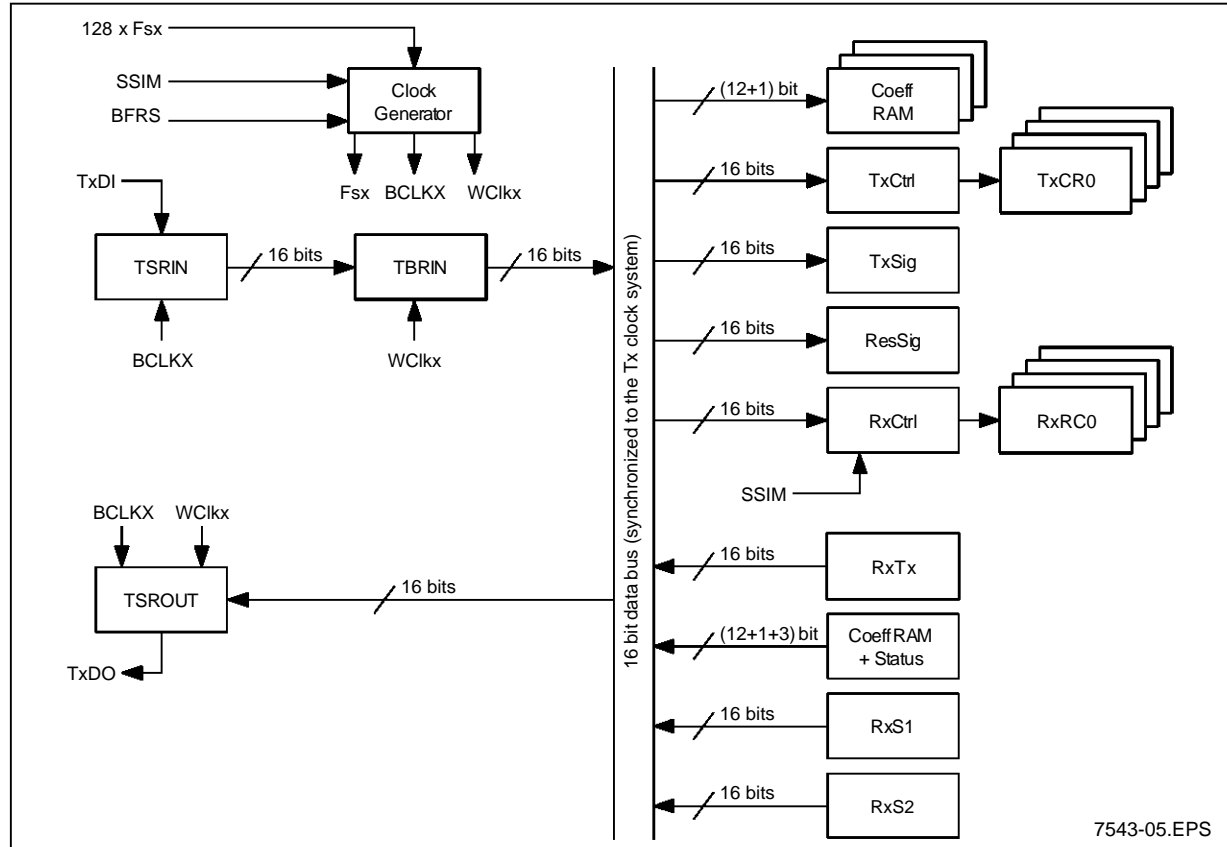 128 x Fsx
SSIM
BFRS
Clock
Generator
Fsx
BCLKX
WClkx
TxDI
TSRIN
16 bits
TBRIN
16 bits
BCLKX
WClkx
BCLKX
WClkx
TSROUT
16 bits
TxDO
16 bit data bus (synchronized to the Tx clock system)
(12+1) bit
Coeff
RAM
16 bits
TxCtrl
TxCR0
16 bits
TxSig
16 bits
ResSig
16 bits
RxCtrl
RxRC0
SSIM
16 bits
RxTx
(12+1+3) bit
CoeffRAM
+ Status
16 bits
RxS1
16 bits
RxS2
7543-05.EPS